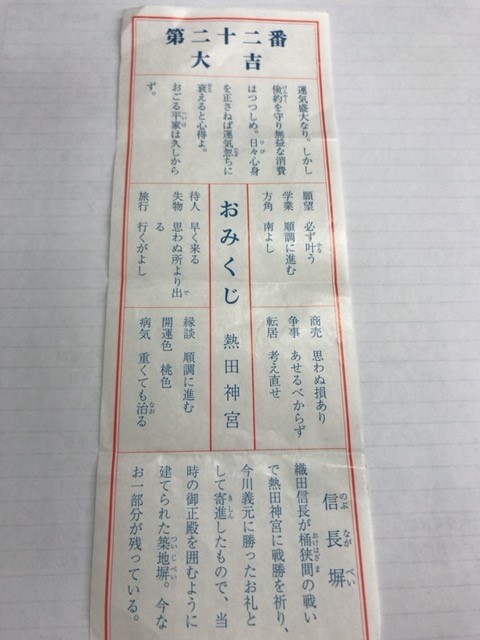 第二十二番
大吉
運気盛大なり。しかし
倹約を守り無益な消費
はつつしめ。日々心身
を正さねば運気忽ちに
衰えると心得よ。
おごる平家は久しから
ず。
願望 必ず叶う
学業 順調に進む
方角 南よし
商売 思わぬ損あり
争事 あせるべからず
転居 考え直せ
おみくじ 熱田神宮
待人 早く来る
失物 思わぬ所より出
る
旅行 行くがよし
縁談 順調に進む
開運色 桃色
病気 重くても治る
信長塀
織田信長が桶狭間の戦い
で熱田神宮に戦勝を祈り、
今川義元に勝ったお礼と
して寄進したもので、当
時の御正殿を囲むように
建てられた築地塀。今な
お一部分が残っている。